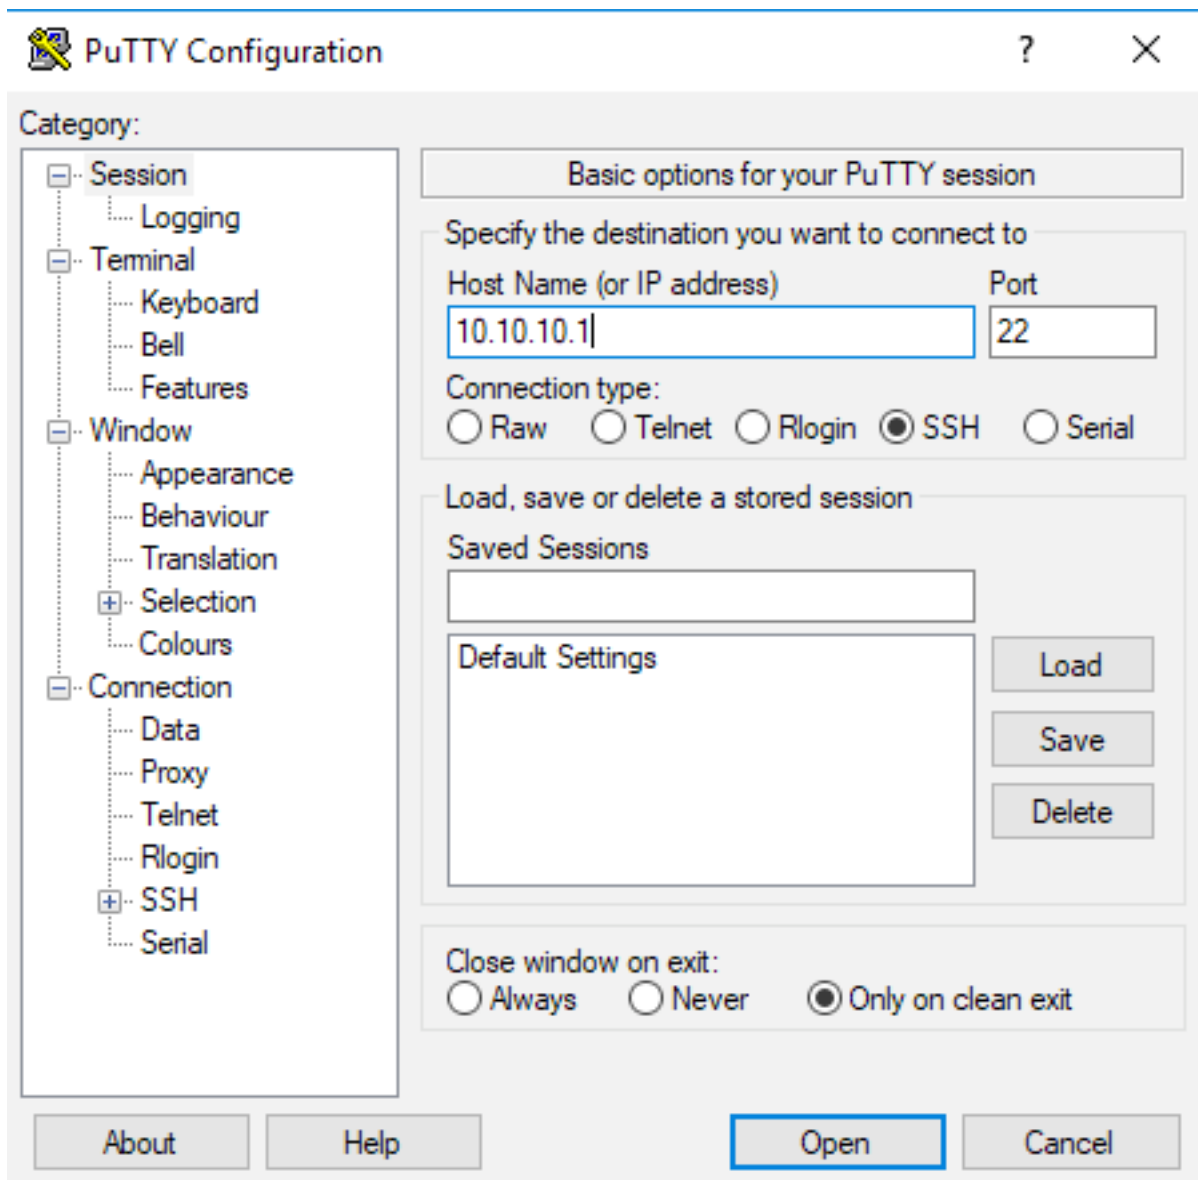 PuTTY Configuration ?
Category:
Session
Logging
Terminal
Keyboard
Bell
Features
Window
Appearance
Behaviour
Translation
Selection
Colours
Connection
Data
Proxy
Telnet
Rlogin
SSH
Serial
Basic options for your PuTTY session
Specify the destination you want to connect to
Host Name (or IP address) Port
10.10.10.1 22
Connection type:
Raw Telnet Rlogin SSH Serial
Load, save or delete a stored session
Saved Sessions
Default Settings
Load
Save
Delete
Close window on exit:
Always Never Only on clean exit
About Help Open Cancel